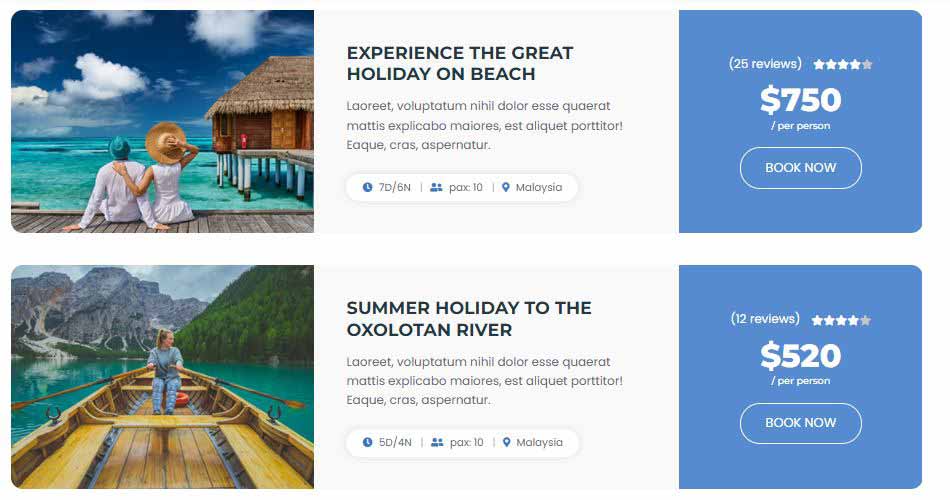 EXPERIENCE THE GREAT
HOLIDAY ON BEACH
Laoreet, voluptatum nihil dolor esse quaerat
mattis explicabo maiores, est aliquet porttitor!
Eaque, cras, aspernatur.
7D/6N | pax: 10 | Malaysia
(25 reviews)
$750
/ per person
BOOK NOW
SUMMER HOLIDAY TO THE
OXOLOTAN RIVER
Laoreet, voluptatum nihil dolor esse quaerat
mattis explicabo maiores, est aliquet porttitor!
Eaque, cras, aspernatur.
5D/4N | pax: 10 | Malaysia
(12 reviews)
$520
/ per person
BOOK NOW